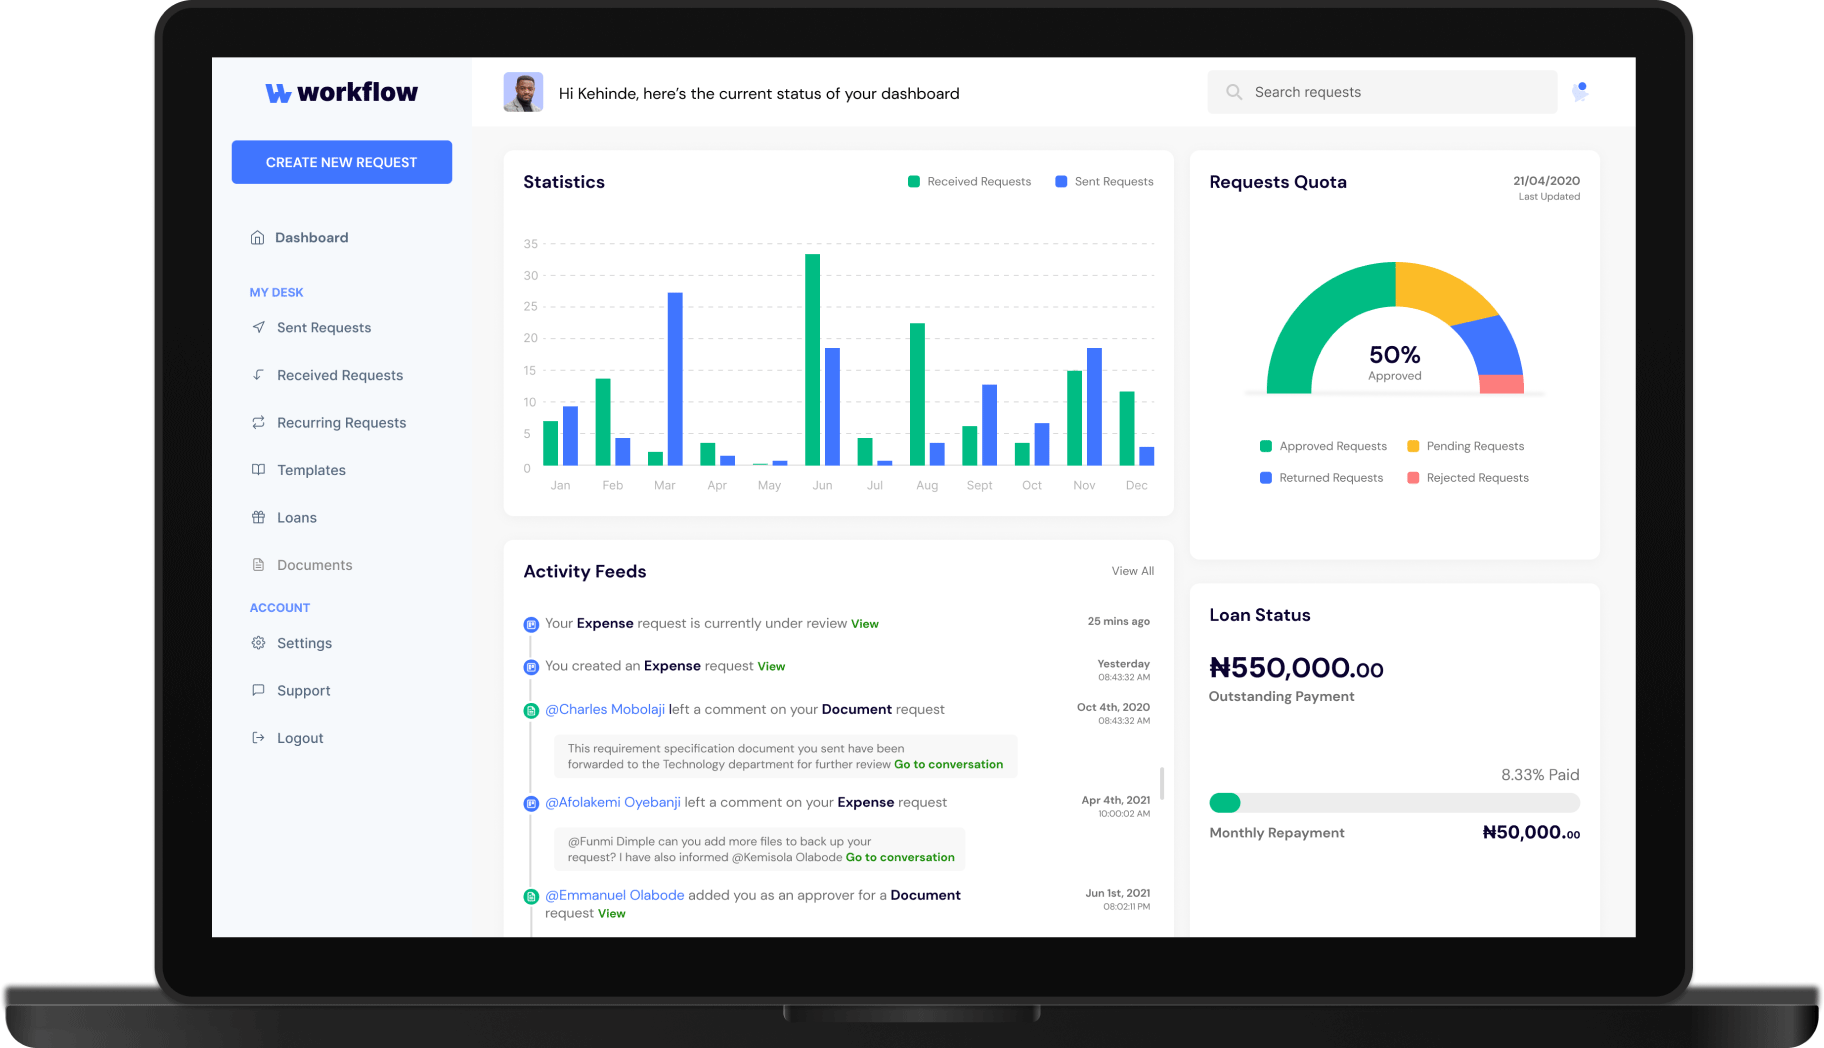 workflow
Hi Kehinde, here's the current status of your dashboard
Search requests
CREATE NEW REQUEST
Dashboard
MY DESK
Sent Requests
Received Requests
Recurring Requests
Templates
Loans
Documents
ACCOUNT
Settings
Support
Logout
Statistics
Received Requests
Sent Requests
35
30
25
20
15
10
5
0
Jan Feb Mar Apr May Jun Jul Aug Sept Oct Nov Dec
Requests Quota
21/04/2020
Last Updated
50%
Approved
Approved Requests
Pending Requests
Returned Requests
Rejected Requests
Activity Feeds
View All
Your Expense request is currently under review View
25 mins ago
You created an Expense request View
Yesterday
08:43:32 AM
@Charles Mobolaji left a comment on your Document request
Oct 4th, 2020
08:43:32 AM
This requirement specification document you sent have been
forwarded to the Technology department for further review Go to conversation
@Afolakemi Oyebanji left a comment on your Expense request
Apr 4th, 2021
10:00:02 AM
@Funmi Dimple can you add more files to back up your
request? I have also informed @Kemisola Olabode Go to conversation
@Emmanuel Olabode added you as an approver for a Document
request View
Jun 1st, 2021
08:02:11 PM
Loan Status
₦550,000.00
Outstanding Payment
8.33% Paid
Monthly Repayment
₦50,000.00